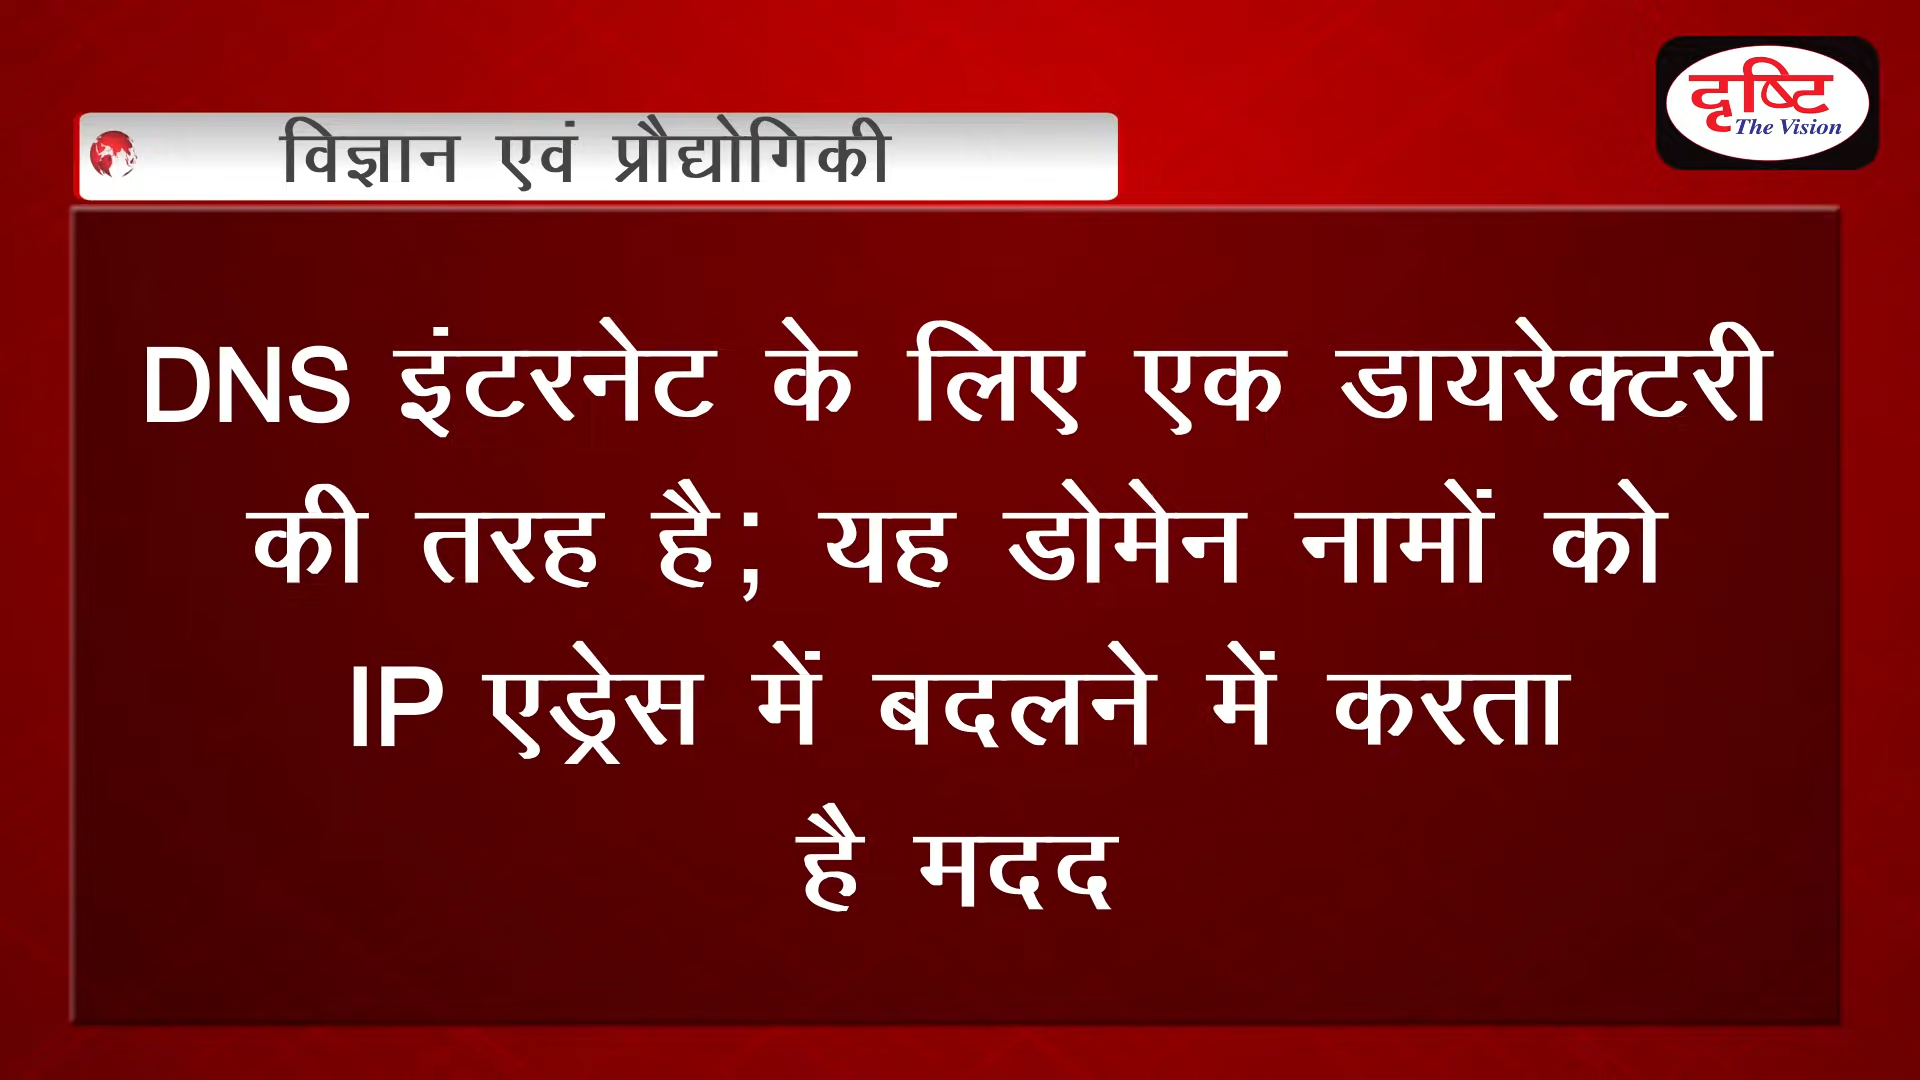 दृष्टि
The Vision
विज्ञान एवं प्रौद्योगिकी
DNS इंटरनेट के लिए एक डायरेक्टरी
की तरह है; यह डोमेन नामों को
IP एड्रेस में बदलने में करता
है मदद